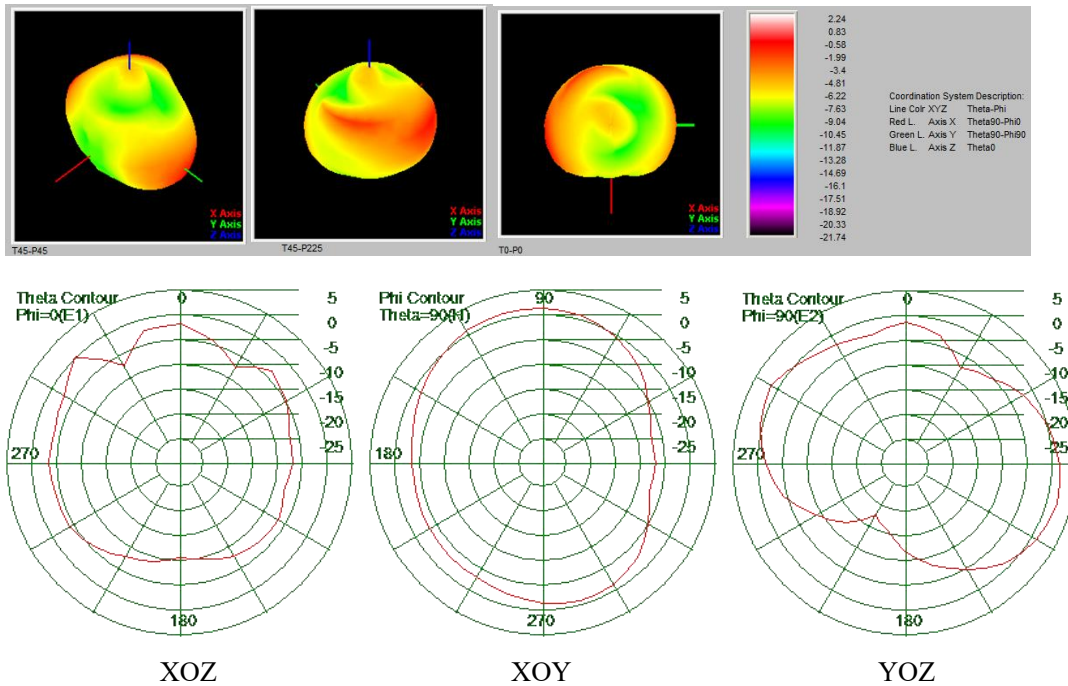 X Axis
Y Axis
Z Axis
T45-P45
X Axis
Y Axis
Z Axis
T45-P225
X Axis
Y Axis
Z Axis
T0-P0
2.24
0.83
-0.58
-1.99
-3.4
-4.81
-6.22
-7.63
-9.04
-10.45
-11.87
-13.28
-14.69
-16.1
-17.51
-18.92
-20.33
-21.74
Coordination System Description:
Line Colr XYZ Theta-Phi
Red L. Axis X Theta90-Phi0
Green L. Axis Y Theta90-Phi90
Blue L. Axis Z Theta0
Theta Contour
Phi=0(E1)
0
5
0
-5
-10
-15
-20
-25
270
180
XOZ
Phi Contour
Theta=90(H)
90
5
0
-5
-10
-15
-20
-25
180
270
XOY
Theta Contour
Phi=90(E2)
0
5
0
-5
-10
-15
-20
-25
270
180
YOZ